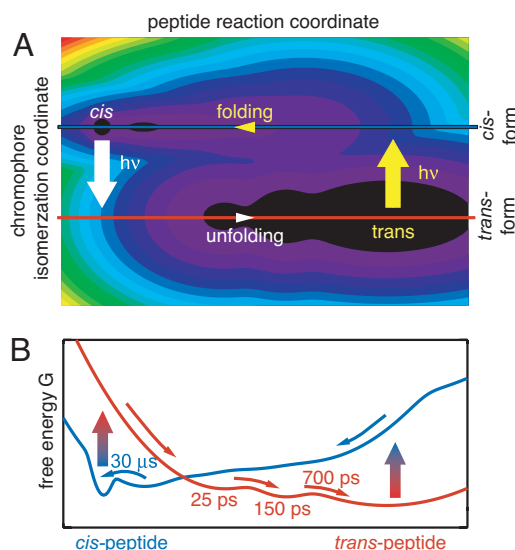 peptide reaction coordinate
A
chromophore
isomerzation coordinate
cis
folding
hν
hν
unfolding
trans
cis-
form
trans-
form
B
free energy G
30 μs
25 ps
150 ps
700 ps
cis-peptide
trans-peptide